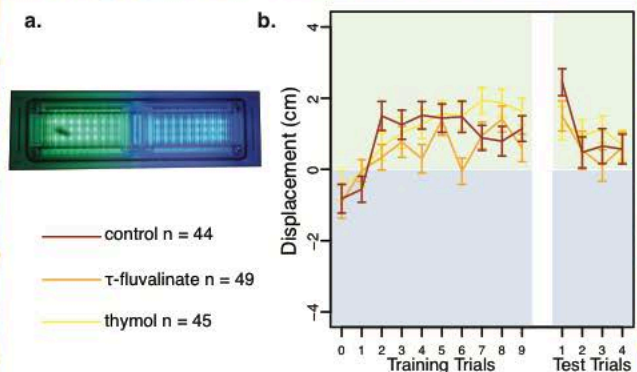 a.
b.
control n = 44
τ-fluvalinate n = 49
thymol n = 45
Displacement (cm)
4
2
0
−2
−4
0 1 2 3 4 5 6 7 8 9
1 2 3 4
Training Trials
Test Trials